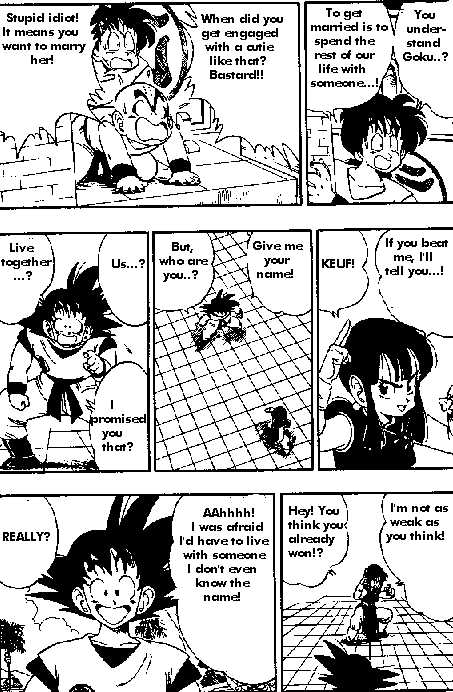 You
under-
stand
Goku..?
To get
married is to
spend the
rest of our
life with
someone...!
When did you
get engaged
with a cutie
like that?
Bastard!!
Stupid idiot!
It means you
want to marry
her!
If you beat
me, I'll
tell you...!
KEUF!
Give me
your
name!
But,
who are
you..?
Us...?
Live
together
...?
I
promised
you
that?
I'm not as
weak as
you think!
Hey! You
think you
already
won!?
AAhhhh!
I was afraid
I'd have to live
with someone
I don't even
know the
name!
REALLY?